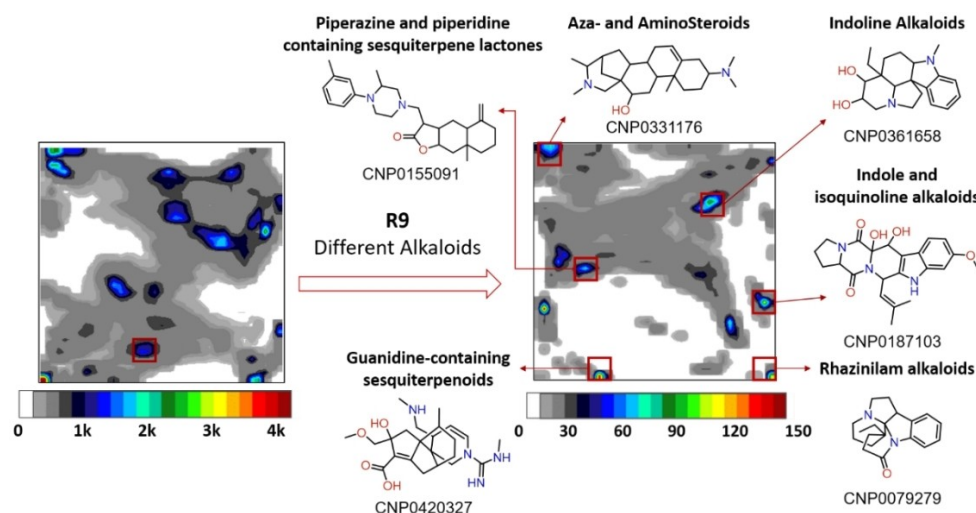 Piperazine and piperidine
containing sesquiterpene lactones
N
N
O
O
CNP0155091
Aza- and AminoSteroids
N
N
HO
CNP0331176
Indoline Alkaloids
N
HO
HO
N
CNP0361658
R9
Different Alkaloids
Indole and
isoquinoline alkaloids
O
OH
OH
N
N
O
N
H
O
CNP0187103
Guanidine-containing
sesquiterpenoids
NH
HO
O
N
H
N
O
OH
NH
CNP0420327
Rhazinilam alkaloids
N
N
O
CNP0079279
0 1k 2k 3k 4k
0 30 60 90 120 150